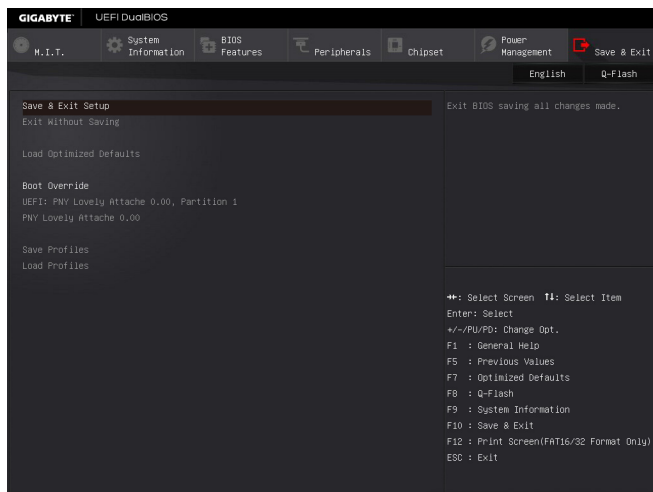 GIGABYTE™ UEFI DualBIOS
M.I.T. System Information BIOS Features Peripherals Chipset Power Management Save & Exit
English Q-Flash
Save & Exit Setup
Exit BIOS saving all changes made.
Exit Without Saving
Load Optimized Defaults
Boot Override
UEFI: PNY Lovely Attache 0.00, Partition 1
PNY Lovely Attache 0.00
Save Profiles
Load Profiles
→←: Select Screen ↑↓: Select Item
Enter: Select
+/-/PU/PD: Change Opt.
F1 : General Help
F5 : Previous Values
F7 : Optimized Defaults
F8 : Q-Flash
F9 : System Information
F10 : Save & Exit
F12 : Print Screen(FAT16/32 Format Only)
ESC : Exit